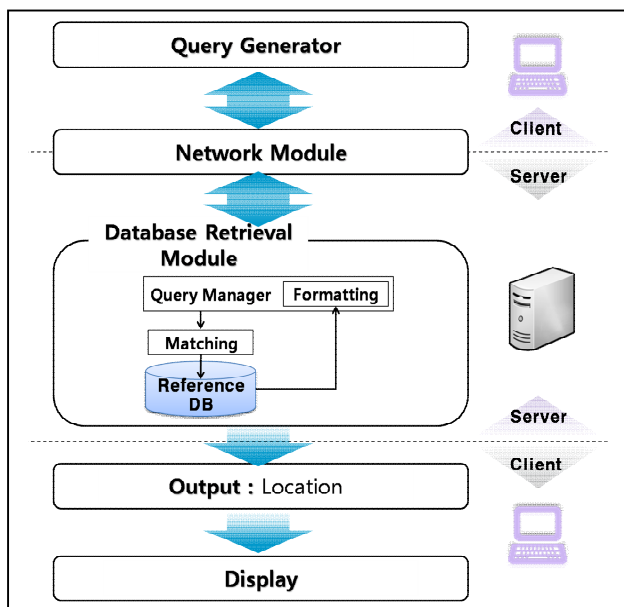 Query Generator
Client
Network Module
Server
Database Retrieval
Module
Query Manager
Formatting
Matching
Reference
DB
Server
Client
Output : Location
Display